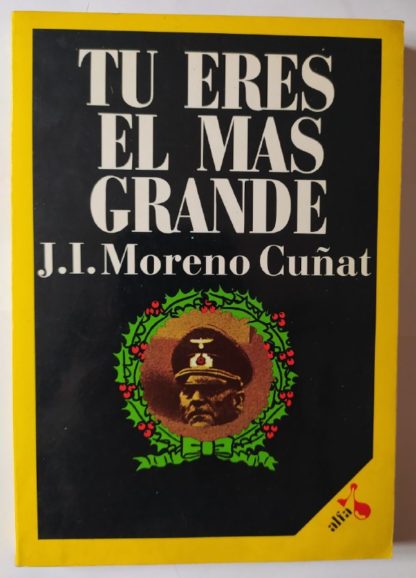 TU ERES
EL MAS
GRANDE
J.I. Moreno Cuñat
alfa